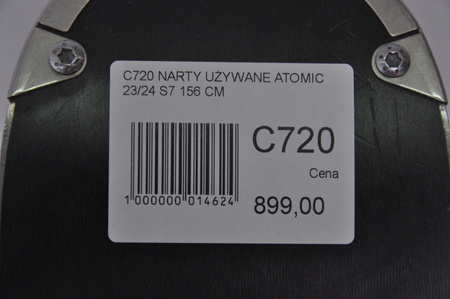 C720 NARTY UŻYWANE ATOMIC
23/24 S7 156 CM
C720
Cena
1 000000 014624
899,00